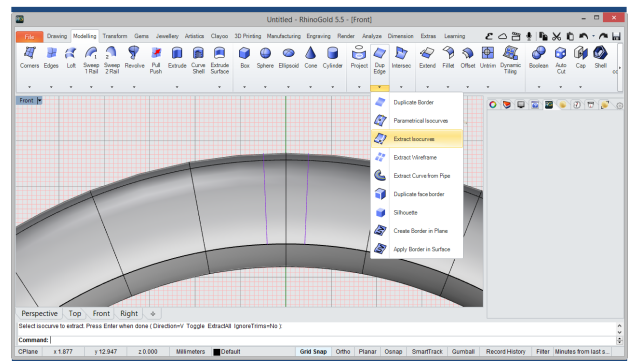 Untitled - RhinoGold 5.5 - [Front]
File Drawing Modelling Transform Gems Jewellery Artistics Clayoo 3D Printing Manufacturing Engraving Render Analyze Dimension Extras Learning
Corners Edges Loft Sweep 1 Rail Sweep 2 Rail Revolve Pull Push Extrude Curve Shell Extrude Surface Box Sphere Ellipsoid Cone Cylinder Project Dup Edge Intersec Extend Fillet Offset Untrim Dynamic Tiling Boolean Auto Cut Cap Shell
Front
Duplicate Border
Parametrical Isocurves
Extract Isocurves
Extract Wireframe
Extract Curve from Pipe
Duplicate face border
Silhouette
Create Border in Plane
Apply Border in Surface
Perspective Top Front Right
Select isocurve to extract. Press Enter when done ( Direction=V Toggle ExtractAll IgnoreTrims=No ):
Command:
CPlane x 1.877 y 12.947 z 0.000 Millimeters Default Grid Snap Ortho Planar Osnap SmartTrack Gumball Record History Filter Minutes from last s...